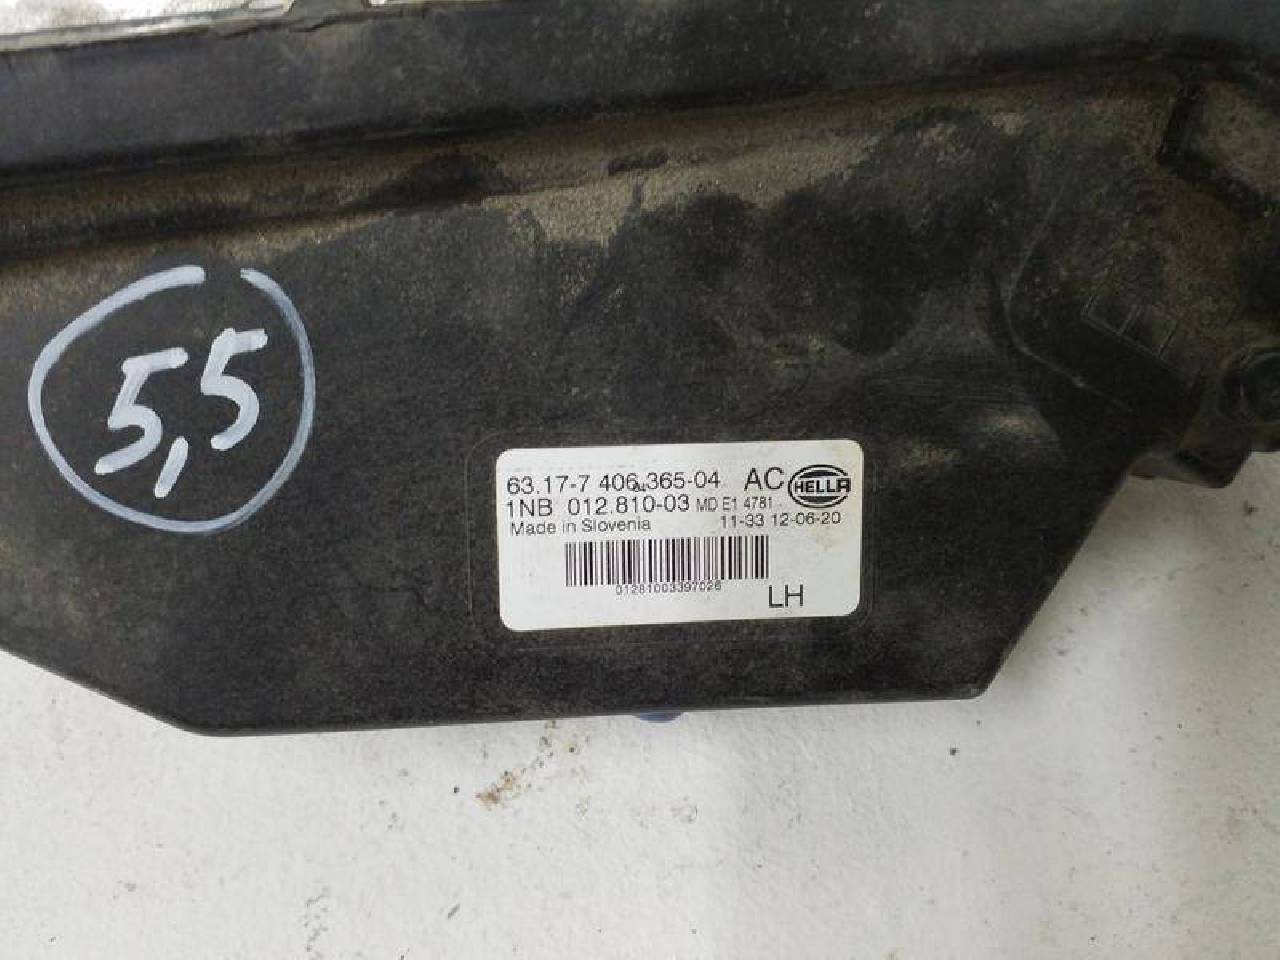 5,5
63.17-7 406.365-04 AC HELLA
1NB 012.810-03 MD E1 4781
Made in Slovenia 11-33 12-06-20
01281003397026
LH